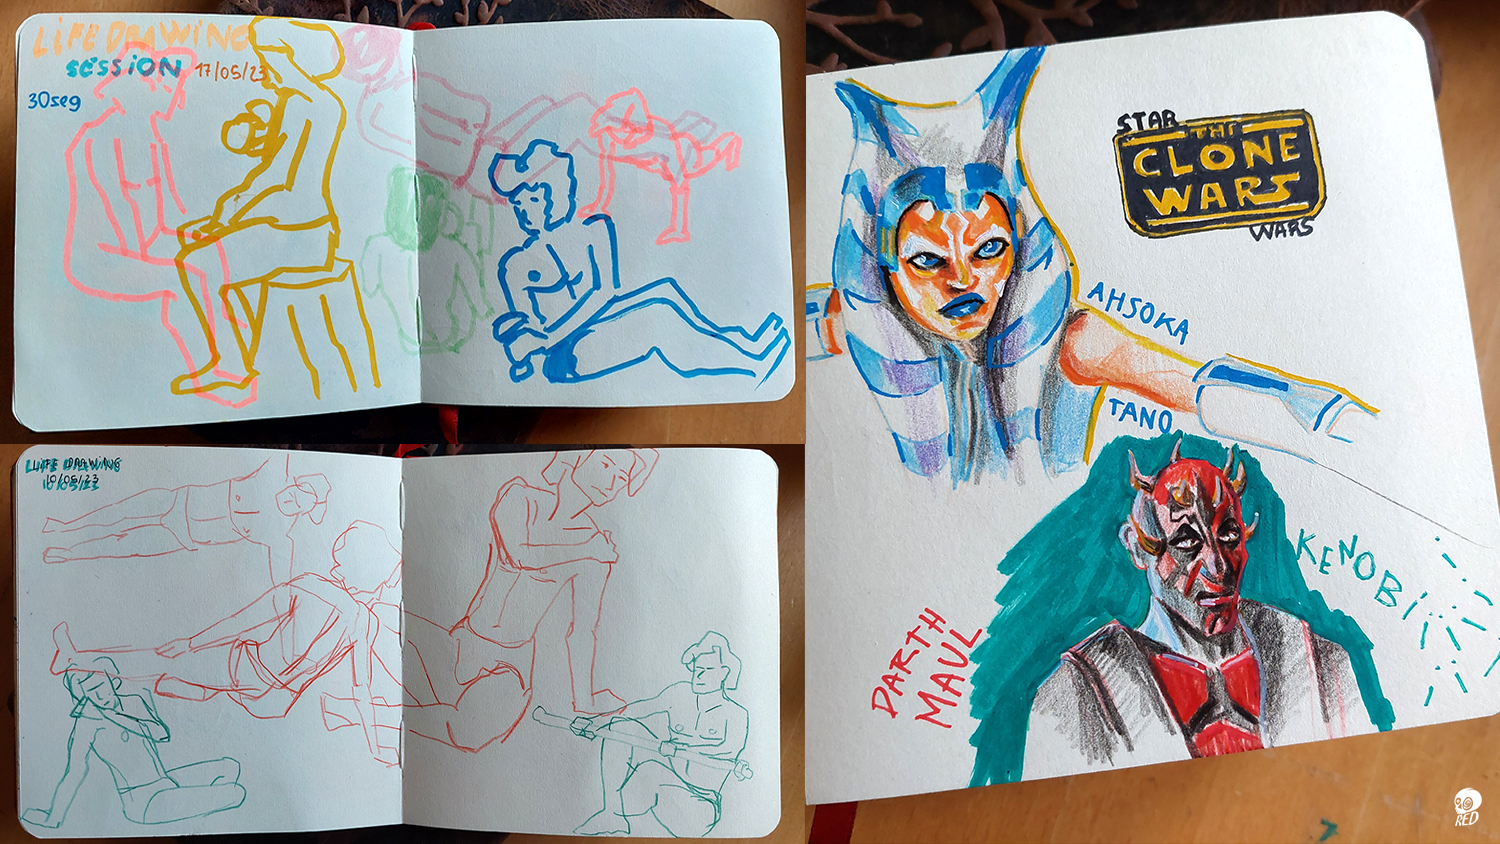 LIFE DRAWING
SESSION 17/05/23
30seg
LIFE DRAWING
10/05/23
STAR
THE
CLONE
WARS
WARS
AHSOKA
TANO
KENOBIiii
DARTH
MAUL
RED